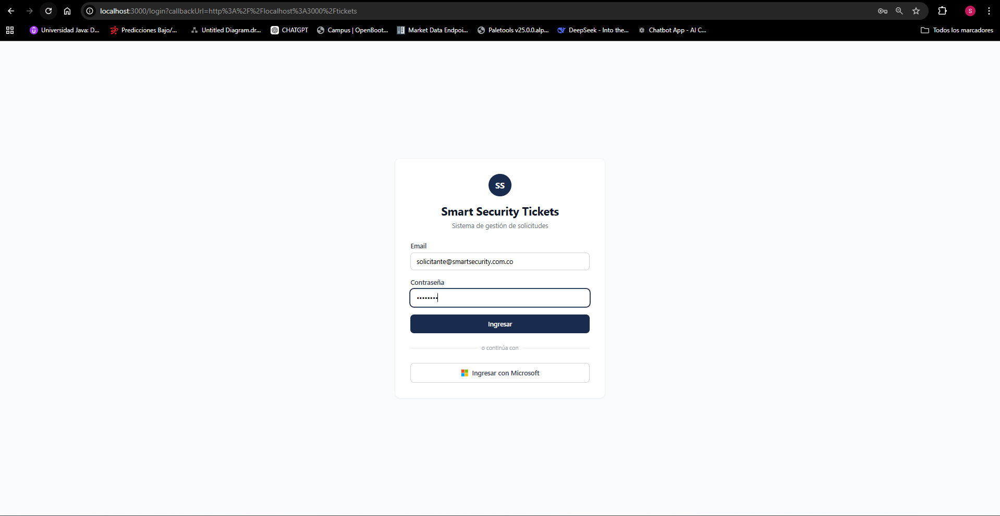 localhost:3000/login?callbackUrl=http%3A%2F%2Flocalhost%3A3000%2Ftickets
S
Universidad Java: D...
Predicciones Bajo/...
Untitled Diagram.dr...
CHATGPT
Campus | OpenBoot...
Market Data Endpoi...
Paletools v25.0.0.alp...
DeepSeek - Into the...
Chatbot App - AI C...
Todos los marcadores
SS
Smart Security Tickets
Sistema de gestión de solicitudes
Email
solicitante@smartsecurity.com.co
Contraseña
••••••••
Ingresar
o continúa con
Ingresar con Microsoft